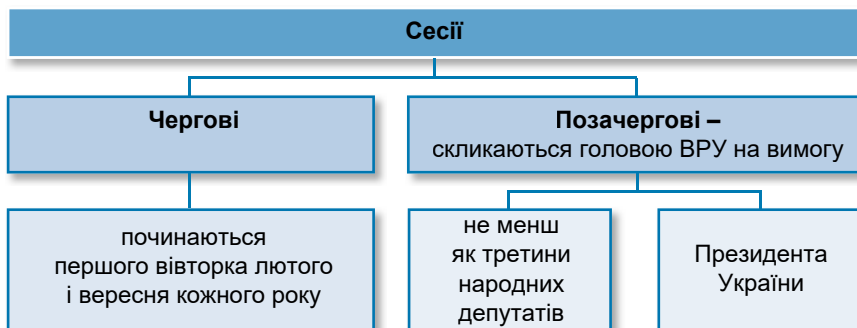 Сесії
Чергові
Позачергові –
скликаються головою ВРУ на вимогу
починаються
першого вівторка лютого
і вересня кожного року
не менш
як третини
народних
депутатів
Президента
України